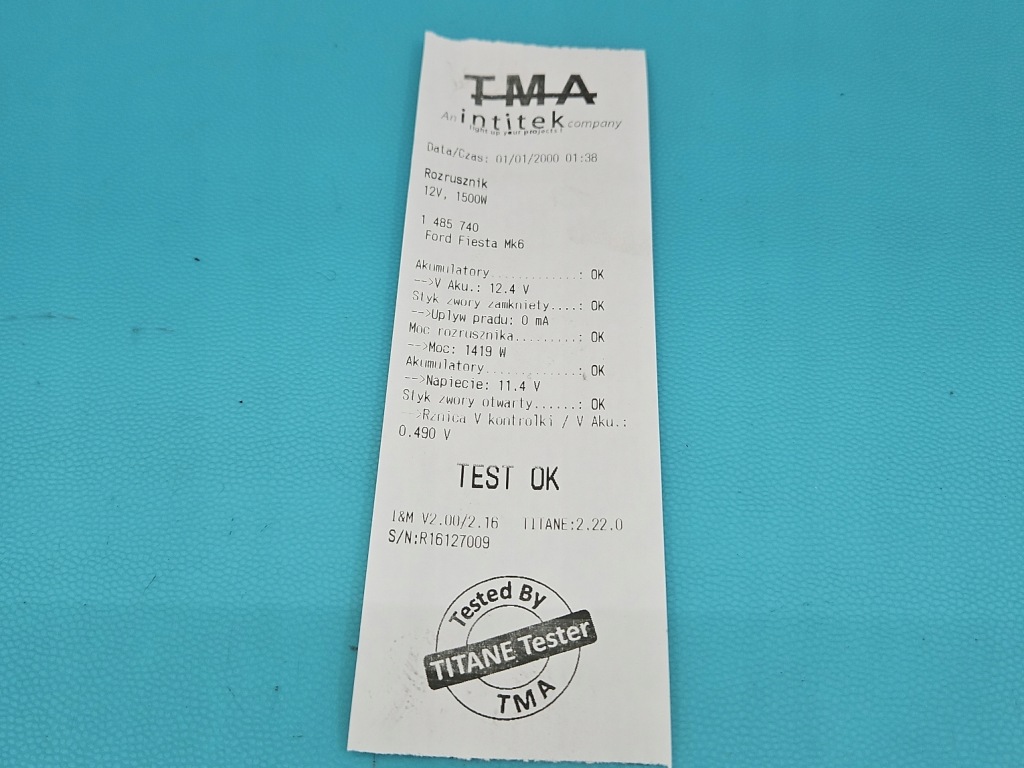 TMA
An intitek company
light up your projects!
Data/Czas: 01/01/2000 01:38
Rozrusznik
12V, 1500W
1 485 740
Ford Fiesta Mk6
Akumulatory.............: OK
-->V Aku.: 12.4 V
Styk zwory zamkniety....: OK
-->Uplyw pradu: 0 mA
Moc rozrusznika.........: OK
-->Moc: 1419 W
Akumulatory.............: OK
-->Napiecie: 11.4 V
Styk zwory otwarty......: OK
-->Rznica V kontrolki / V Aku.:
0.490 V
TEST OK
I&M V2.00/2.16 TITANE:2.22.0
S/N:R16127009
Tested By
TITANE Tester
TMA